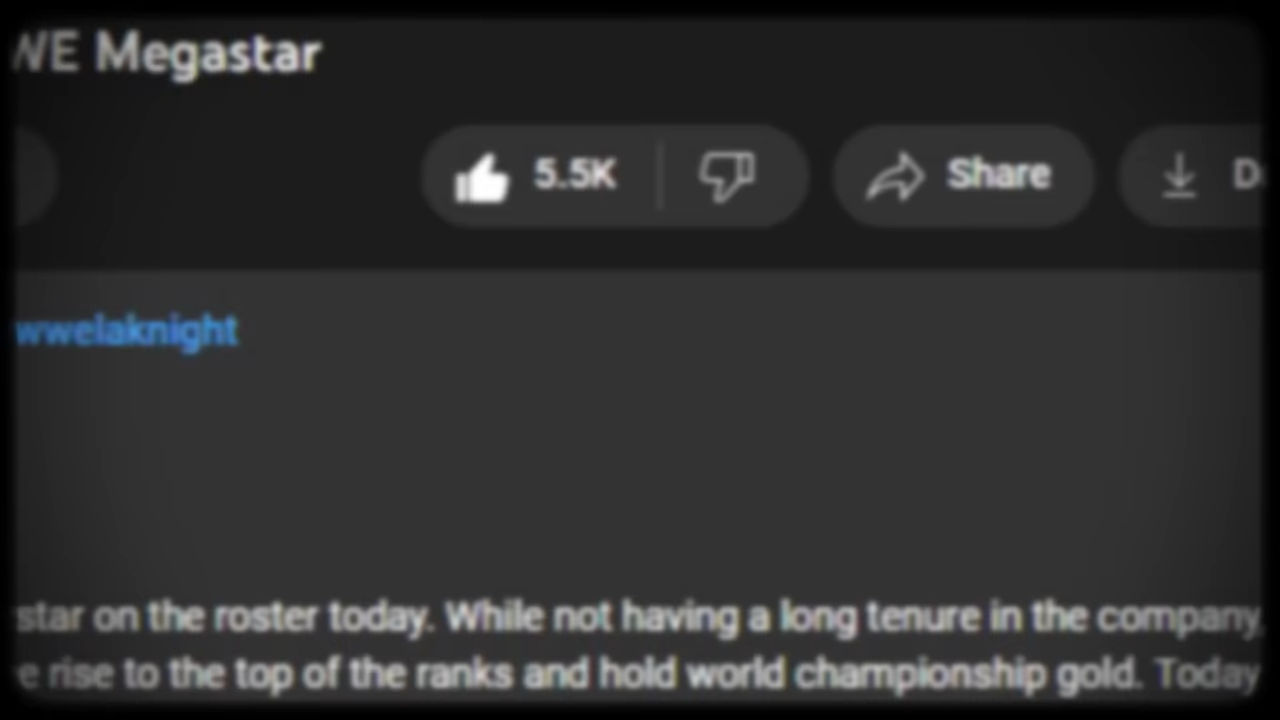 WE Megastar
5.5K Share
wwelaknight
star on the roster today. While not having a long tenure in the company,
e rise to the top of the ranks and hold world championship gold. Today